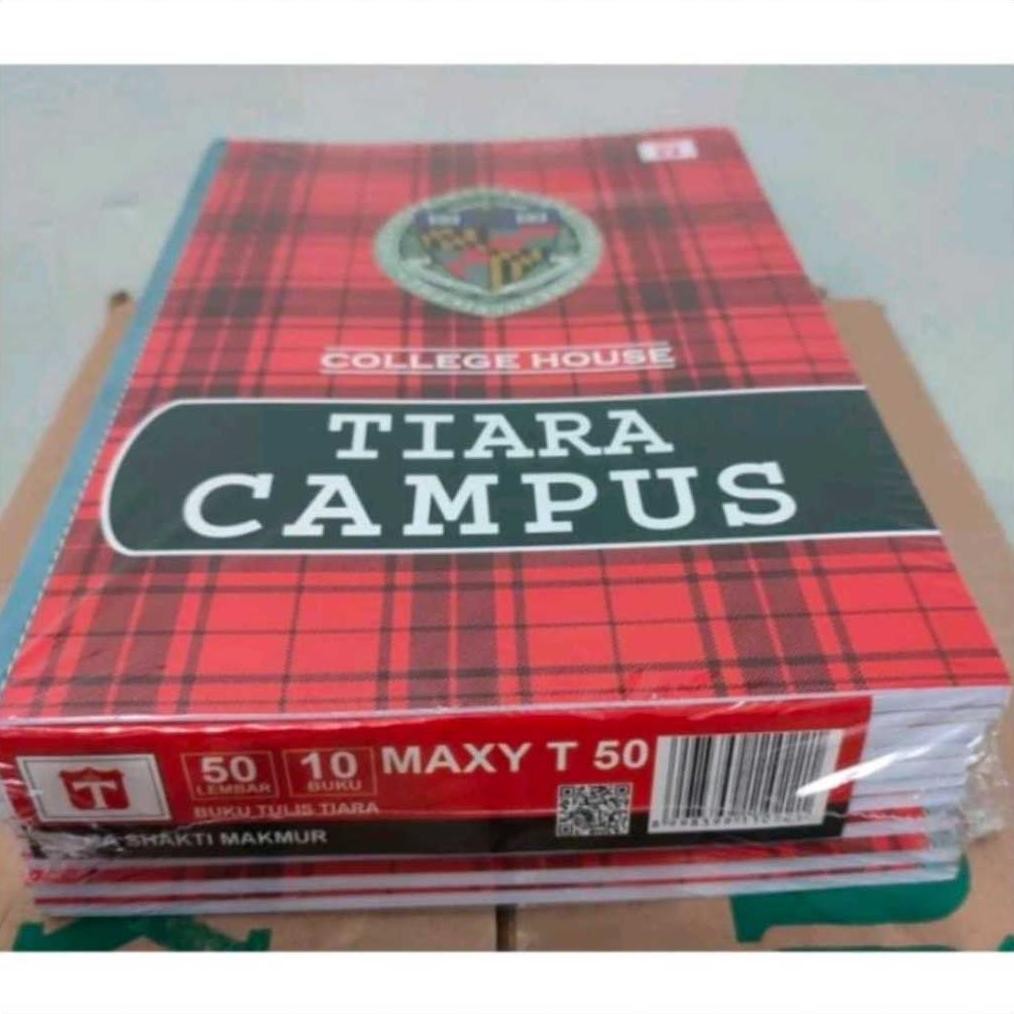 COLLEGE HOUSE
TIARA
CAMPUS
T
50
LEMBAR
10
BUKU
MAXY T 50
BUKU TULIS TIARA
SHAKTI MAKMUR